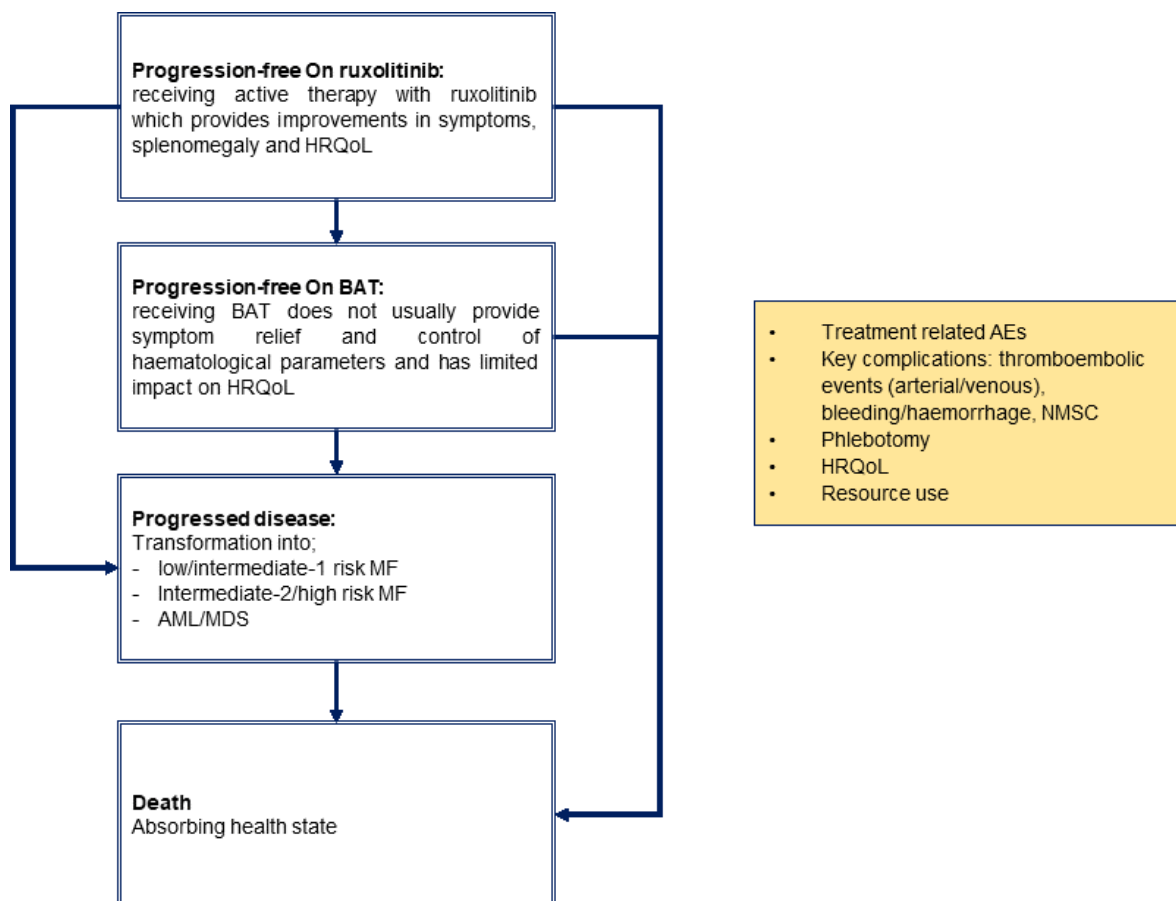 Progression-free On ruxolitinib:
receiving active therapy with ruxolitinib
which provides improvements in symptoms,
splenomegaly and HRQoL
Progression-free On BAT:
receiving BAT does not usually provide
symptom relief and control of
haematological parameters and has limited
impact on HRQoL
Progressed disease:
Transformation into;
- low/intermediate-1 risk MF
- Intermediate-2/high risk MF
- AML/MDS
Death
Absorbing health state
• Treatment related AEs
• Key complications: thromboembolic
events (arterial/venous),
bleeding/haemorrhage, NMSC
• Phlebotomy
• HRQoL
• Resource use